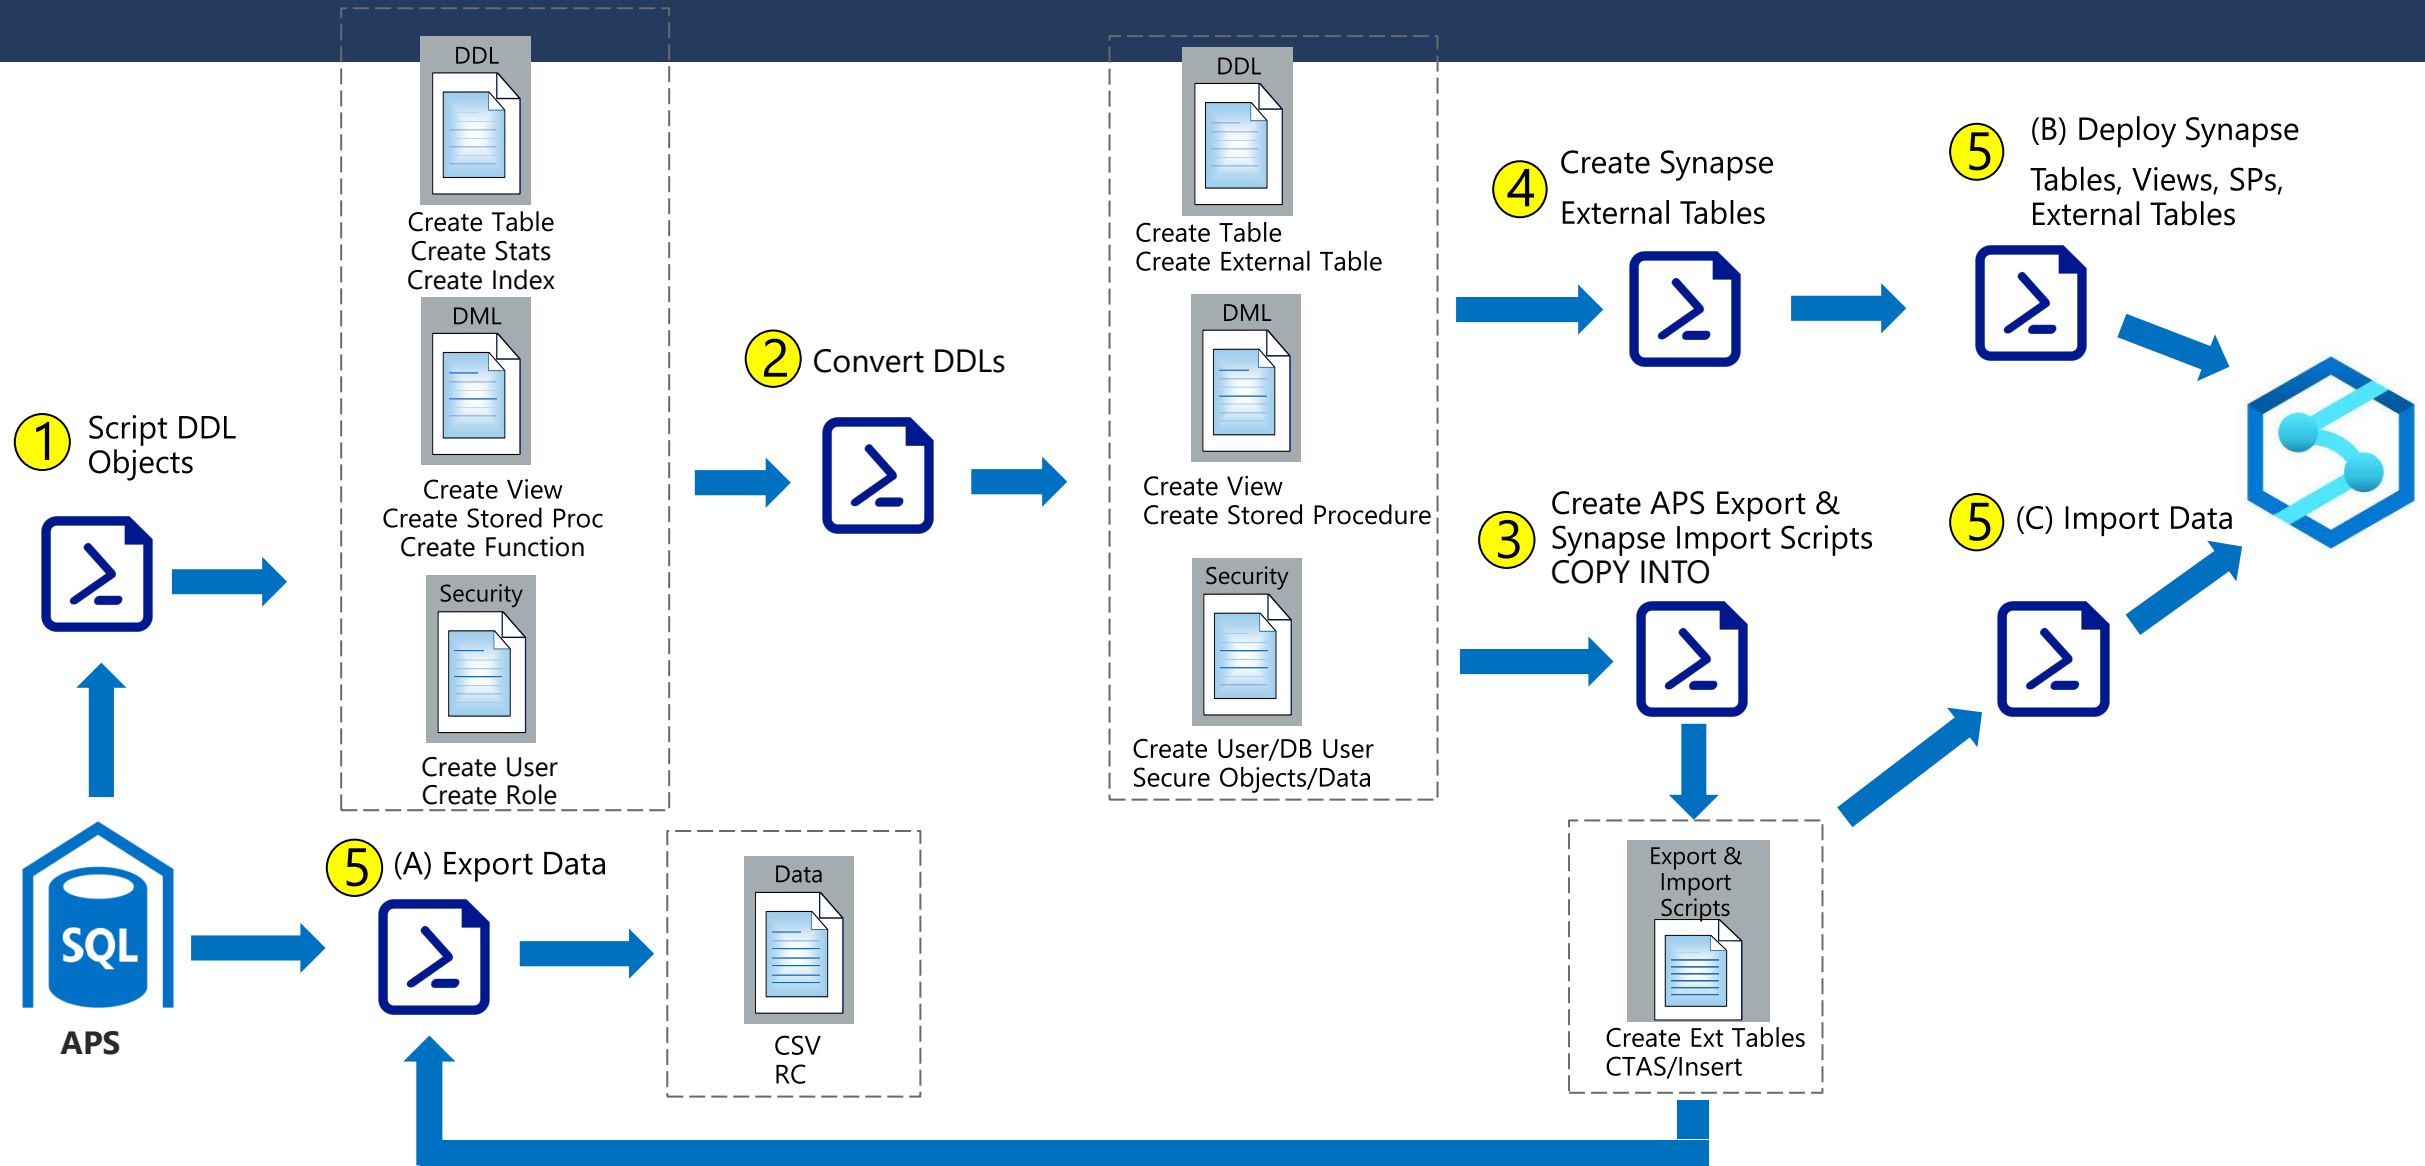 1
Script DDL
Objects
SQL
APS
DDL
Create Table
Create Stats
Create Index
DML
Create View
Create Stored Proc
Create Function
Security
Create User
Create Role
2
Convert DDLs
DDL
Create Table
Create External Table
DML
Create View
Create Stored Procedure
Security
Create User/DB User
Secure Objects/Data
4
Create Synapse
External Tables
5
(B) Deploy Synapse
Tables, Views, SPs,
External Tables
3
Create APS Export &
Synapse Import Scripts
COPY INTO
5
(C) Import Data
5
(A) Export Data
Data
CSV
RC
Export &
Import
Scripts
Create Ext Tables
CTAS/Insert